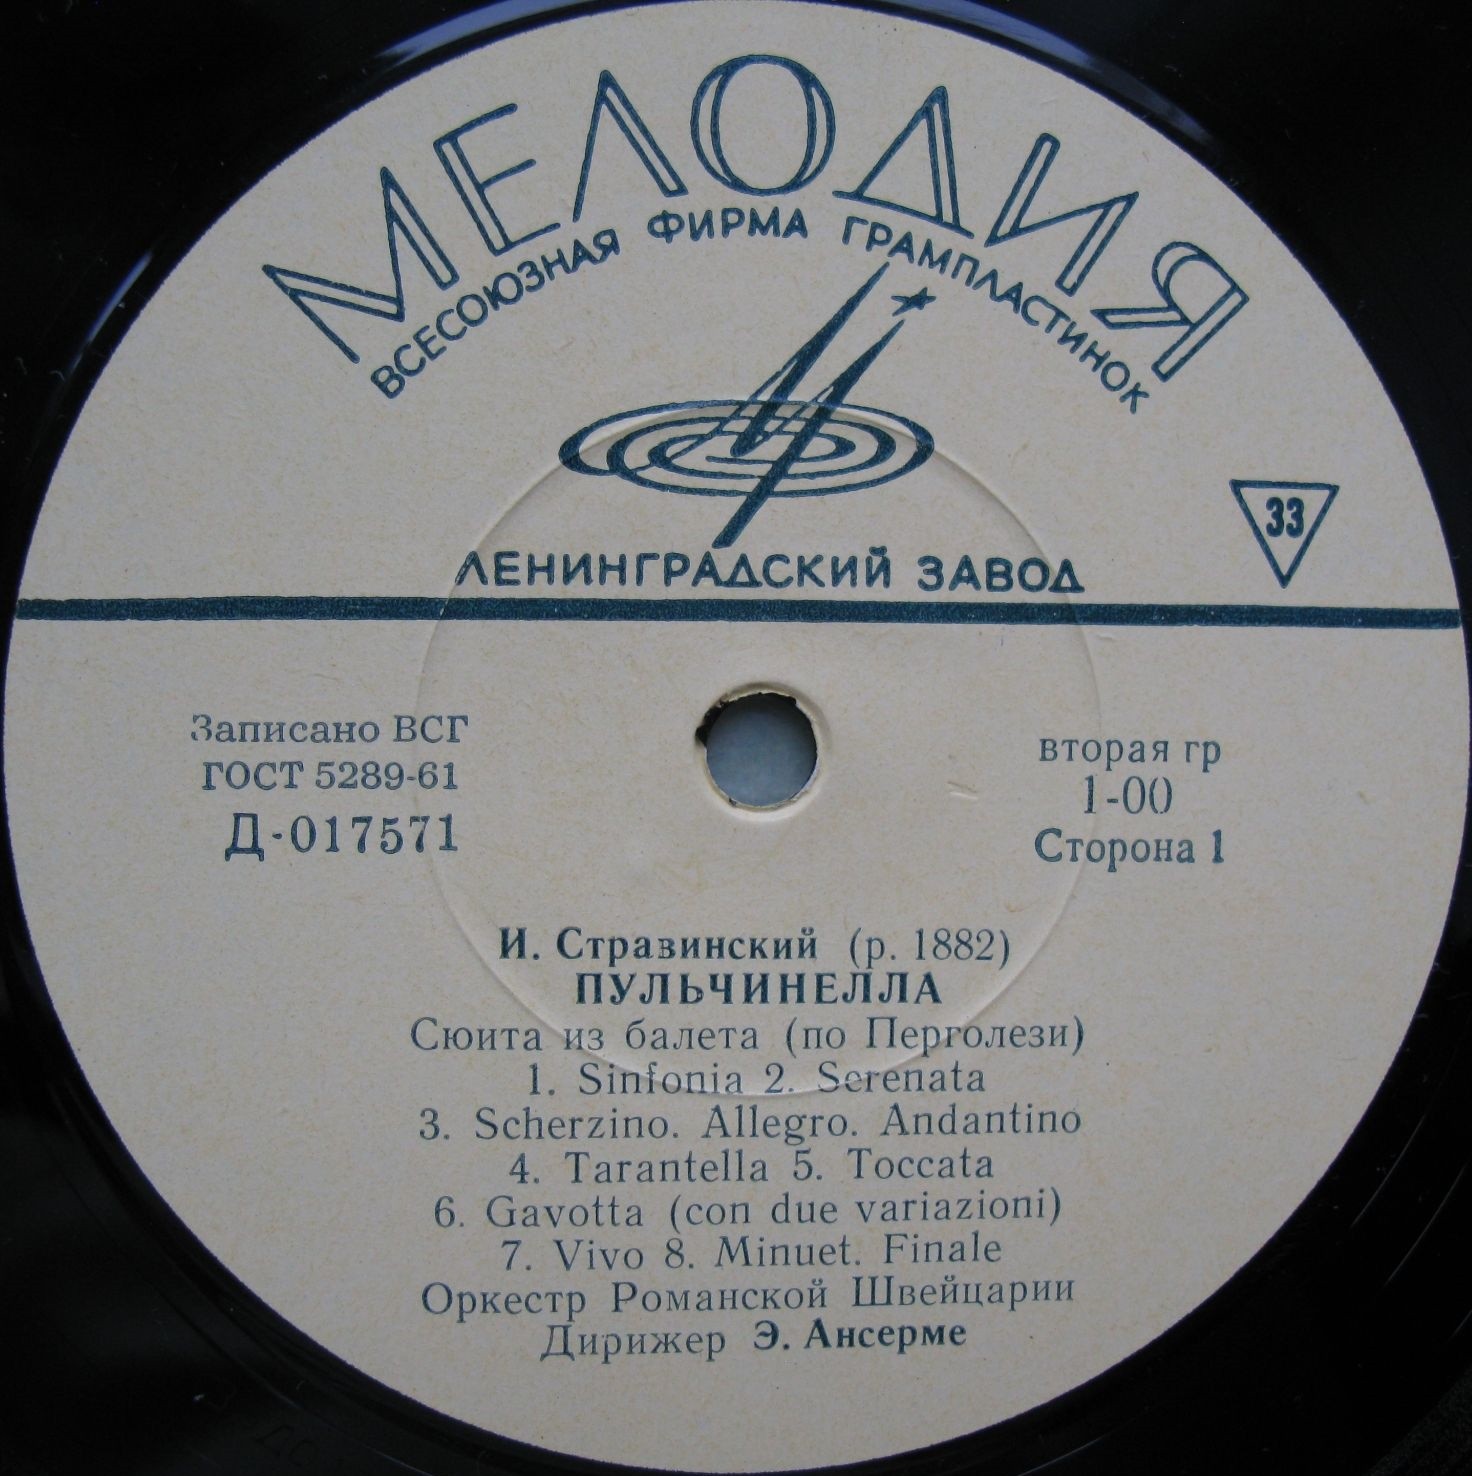 МЕЛОДИЯ
ВСЕСОЮЗНАЯ ФИРМА ГРАМПЛАСТИНОК
33
ЛЕНИНГРАДСКИЙ ЗАВОД
Записано ВСГ
ГОСТ 5289-61
Д-017571
вторая гр
1-00
Сторона 1
И. Стравинский (р. 1882)
ПУЛЬЧИНЕЛЛА
Сюита из балета (по Перголези)
1. Sinfonia 2. Serenata
3. Scherzino. Allegro. Andantino
4. Tarantella 5. Toccata
6. Gavotta (con due variazioni)
7. Vivo 8. Minuet. Finale
Оркестр Романской Швейцарии
Дирижер Э. Ансерме